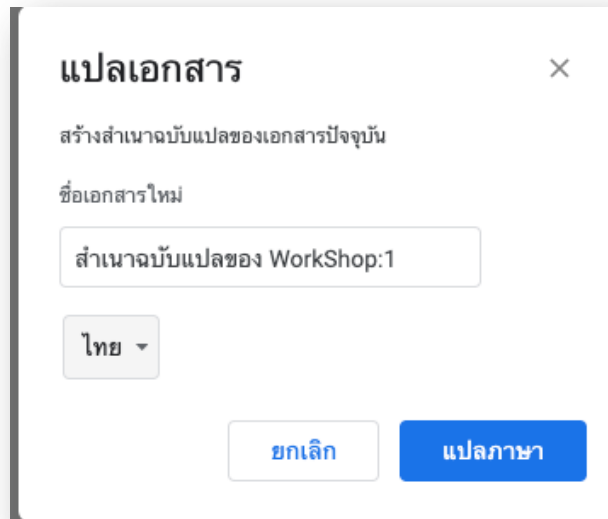 แปลเอกสาร
สร้างสำเนาฉบับแปลของเอกสารปัจจุบัน
ชื่อเอกสารใหม่
สำเนาฉบับแปลของ WorkShop:1
ไทย
ยกเลิก แปลภาษา